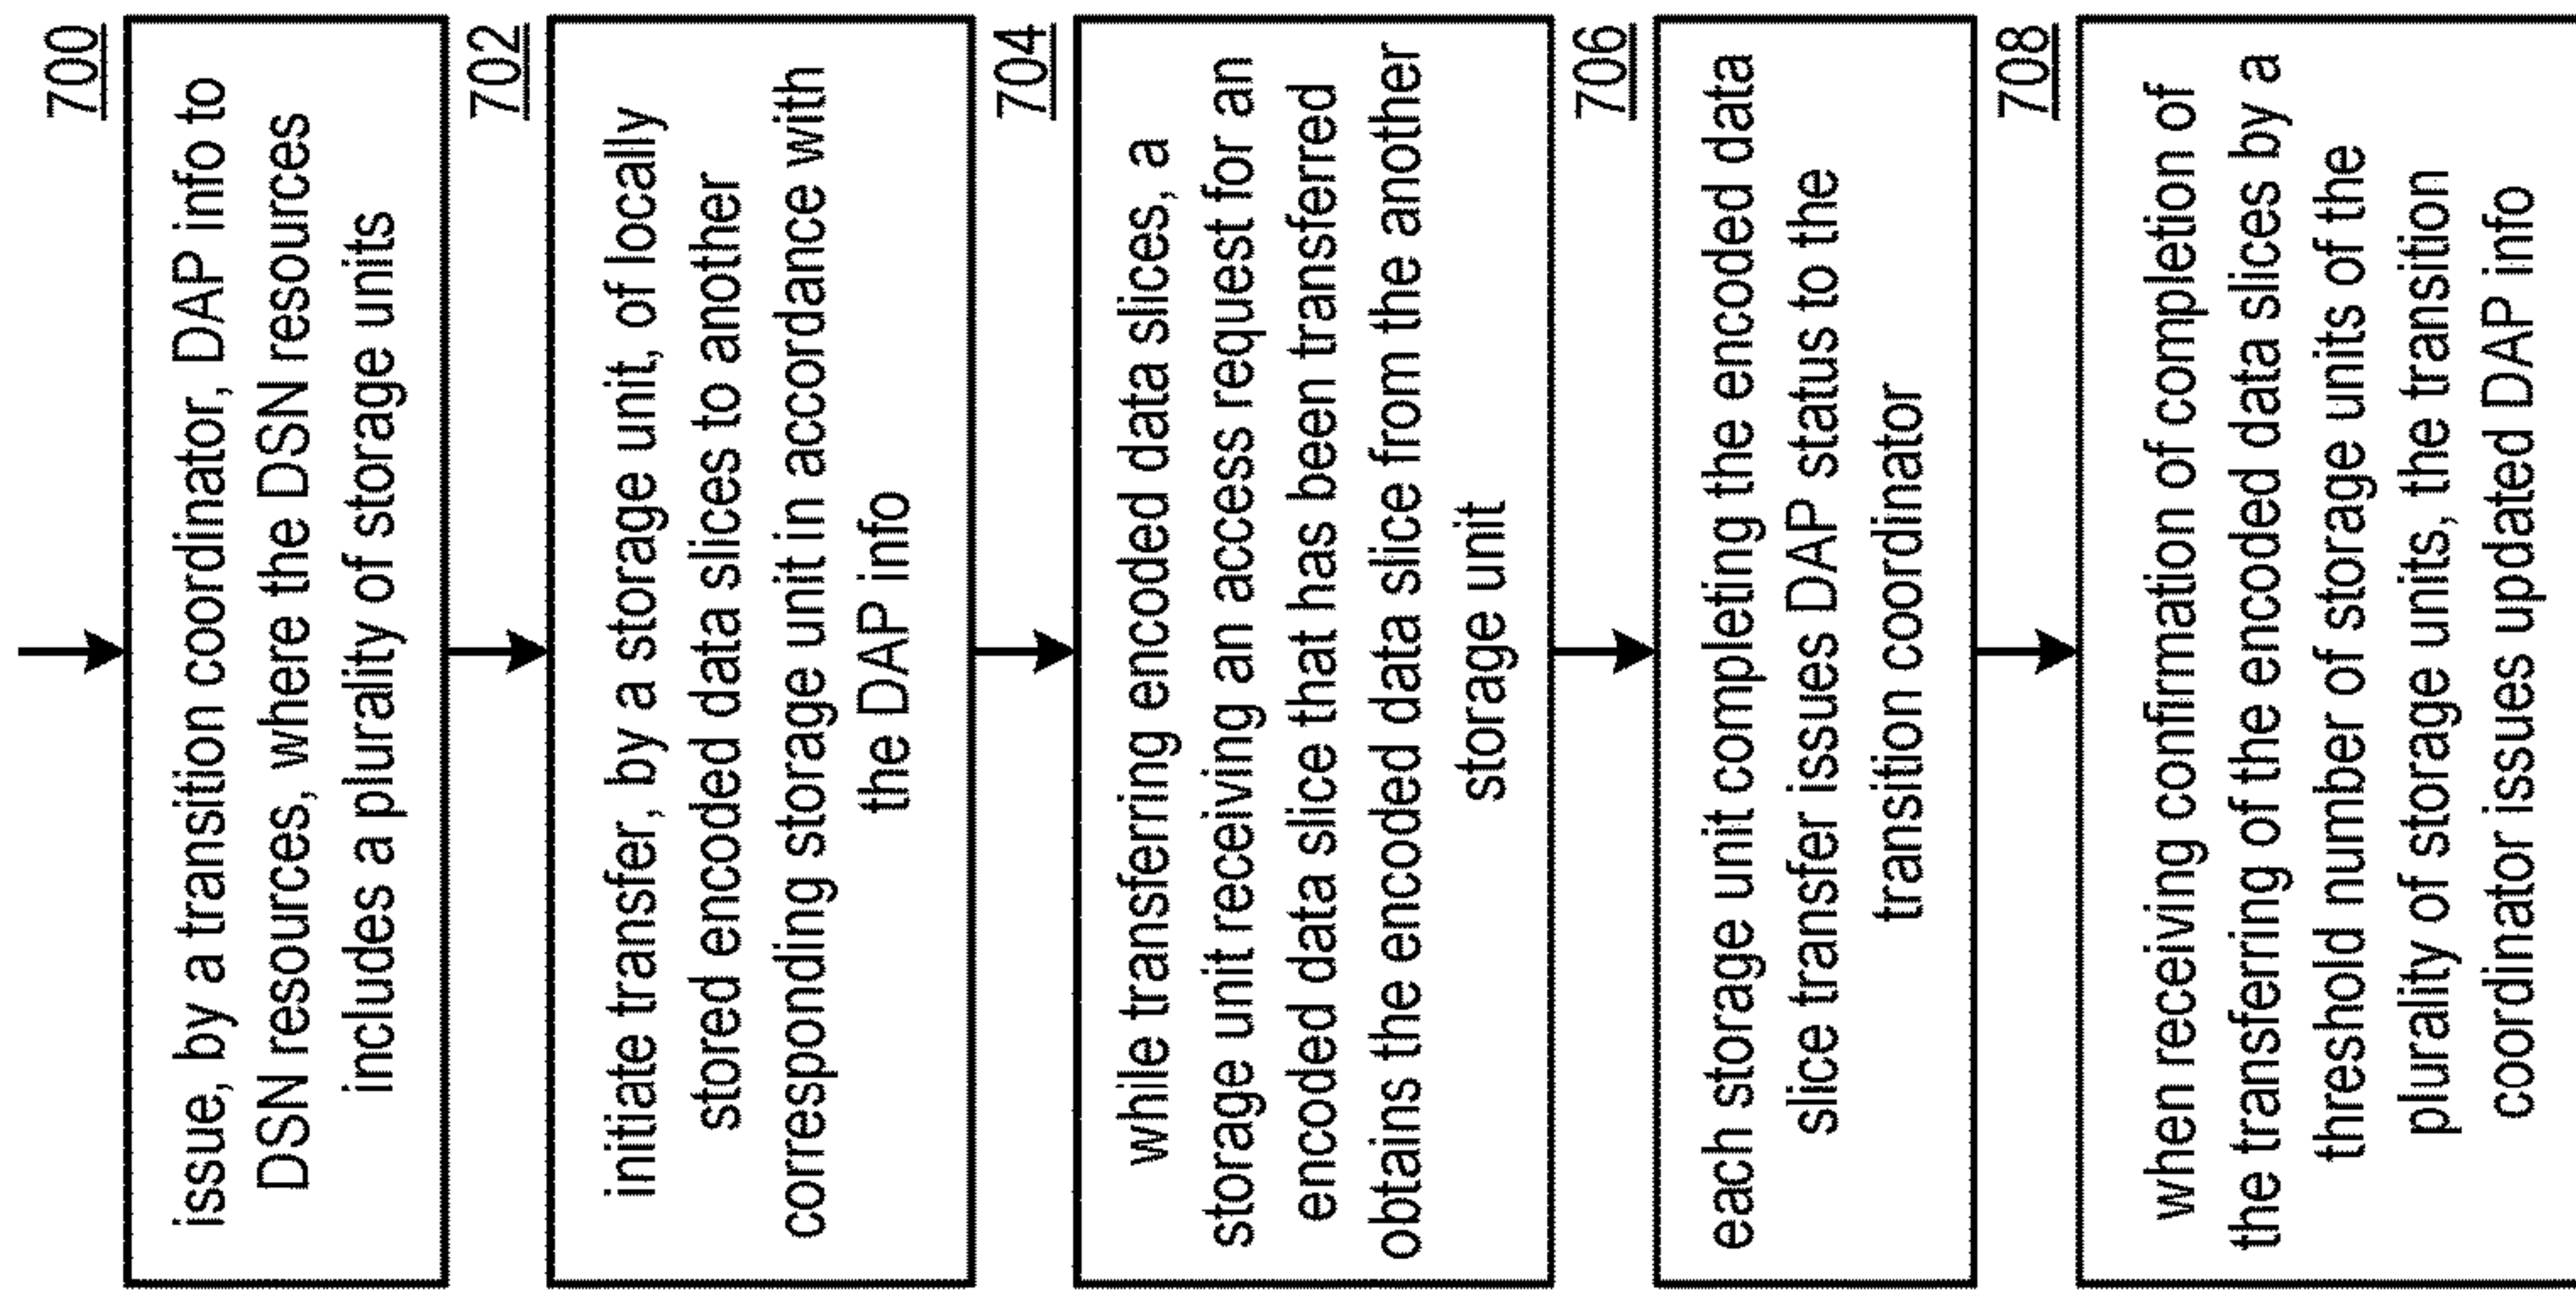 700
issue, by a transition coordinator, DAP info to
DSN resources, where the DSN resources
includes a plurality of storage units
702
initiate transfer, by a storage unit, of locally
stored encoded data slices to another
corresponding storage unit in accordance with
the DAP info
704
while transferring encoded data slices, a
storage unit receiving an access request for an
encoded data slice that has been transferred
obtains the encoded data slice from the another
storage unit
706
each storage unit completing the encoded data
slice transfer issues DAP status to the
transition coordinator
708
when receiving confirmation of completion of
the transferring of the encoded data slices by a
threshold number of storage units of the
plurality of storage units, the transition
coordinator issues updated DAP info